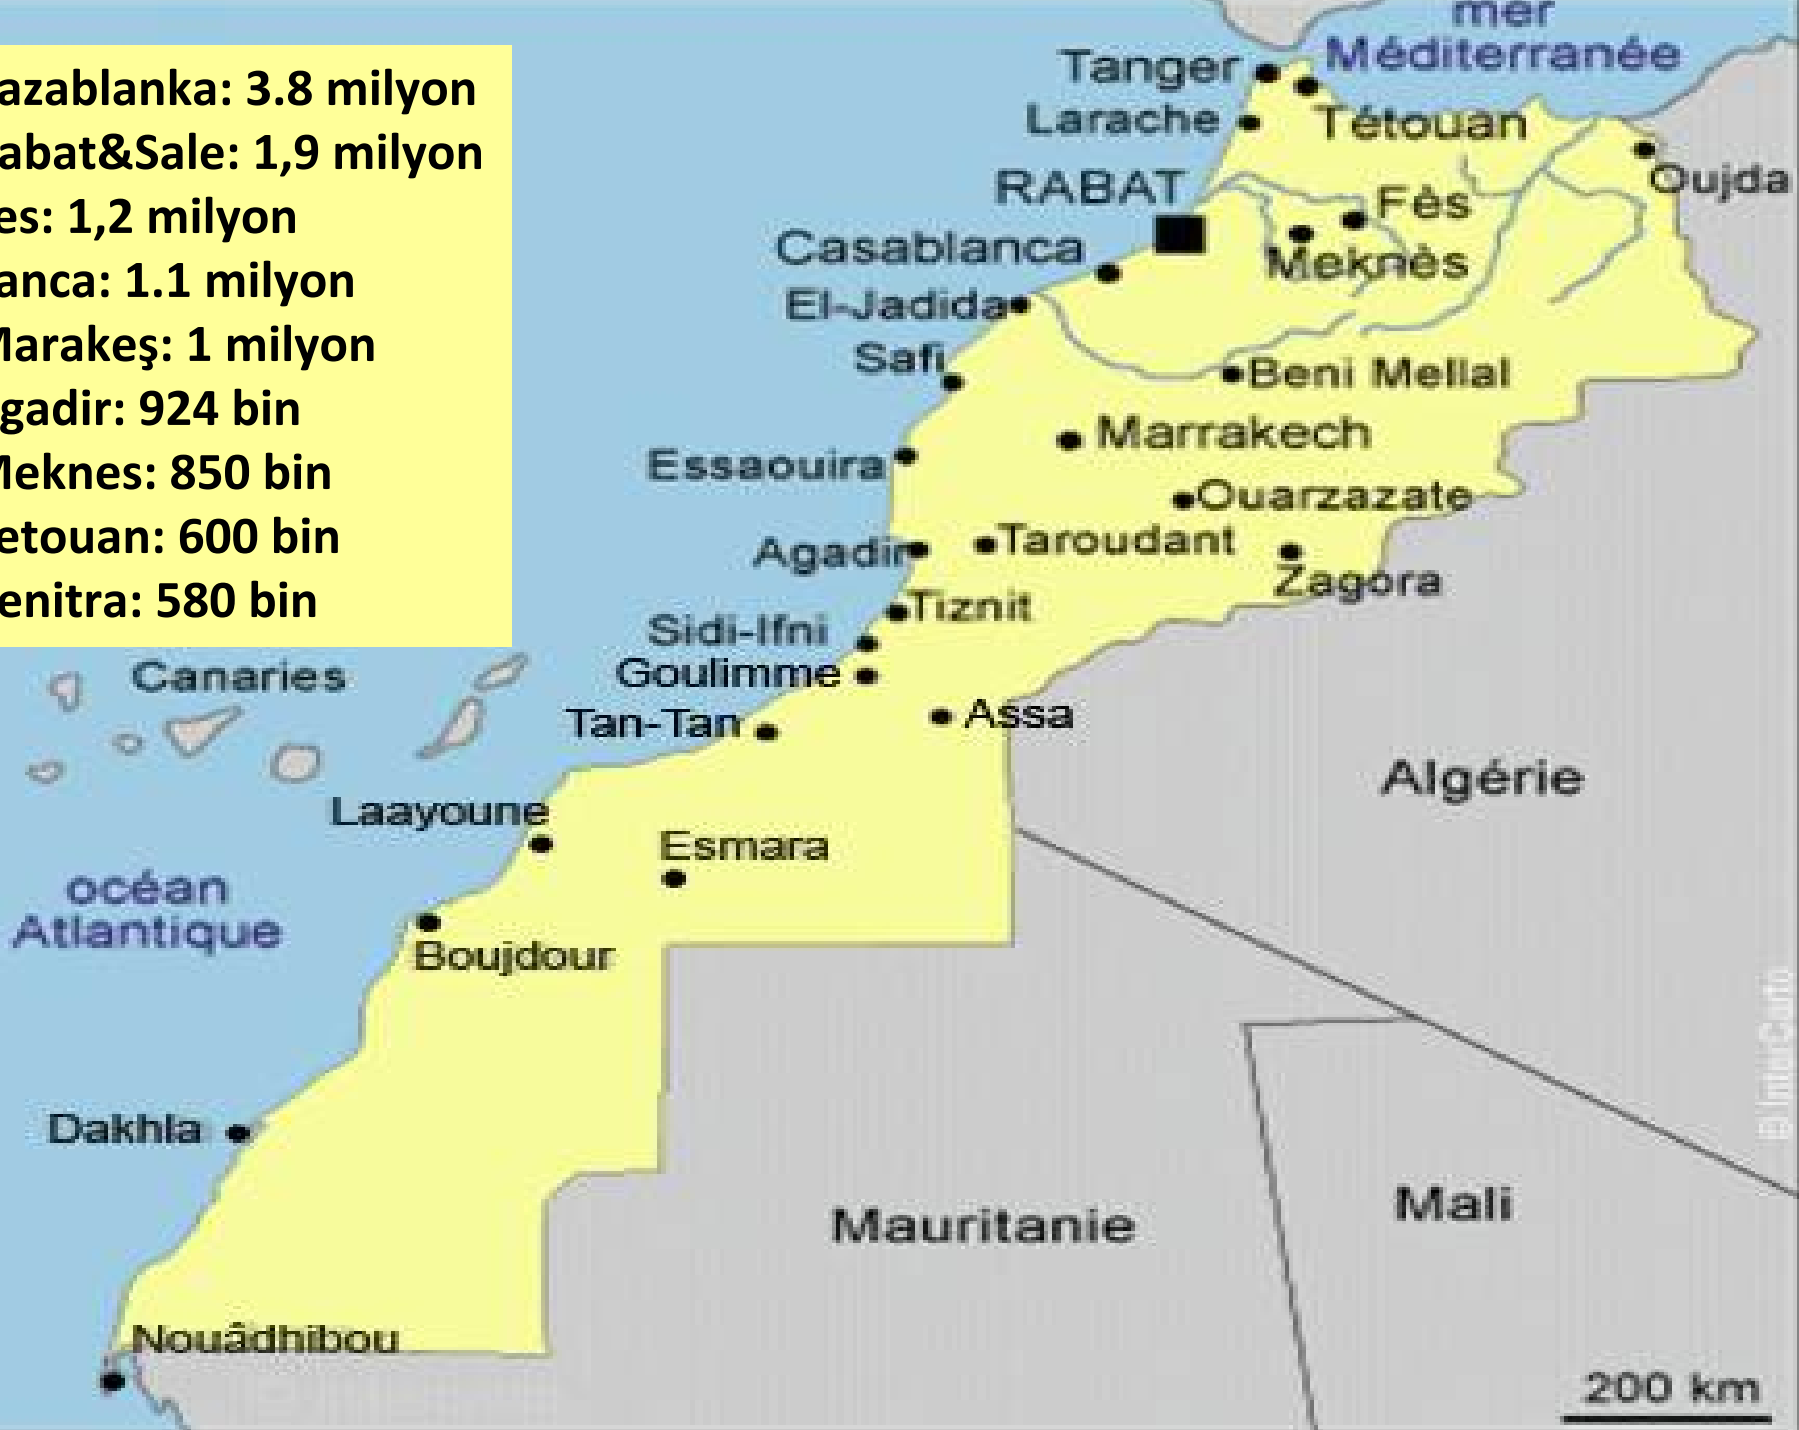 azablanka: 3.8 milyon
abat&Sale: 1,9 milyon
es: 1,2 milyon
anca: 1.1 milyon
Marakeş: 1 milyon
gadir: 924 bin
Meknes: 850 bin
etouan: 600 bin
enitra: 580 bin
mer
Méditerranée
Tanger
Larache
Tétouan
Oujda
RABAT
Fès
Meknès
Casablanca
El-Jadida
Safi
Beni Mellal
Marrakech
Essaouira
Ouarzazate
Agadir
Taroudant
Zagora
Tiznit
Sidi-Ifni
Goulimme
Canaries
Tan-Tan
Assa
Algérie
Laayoune
Esmara
océan
Atlantique
Boujdour
Dakhla
Mauritanie
Mali
Nouâdhibou
200 km